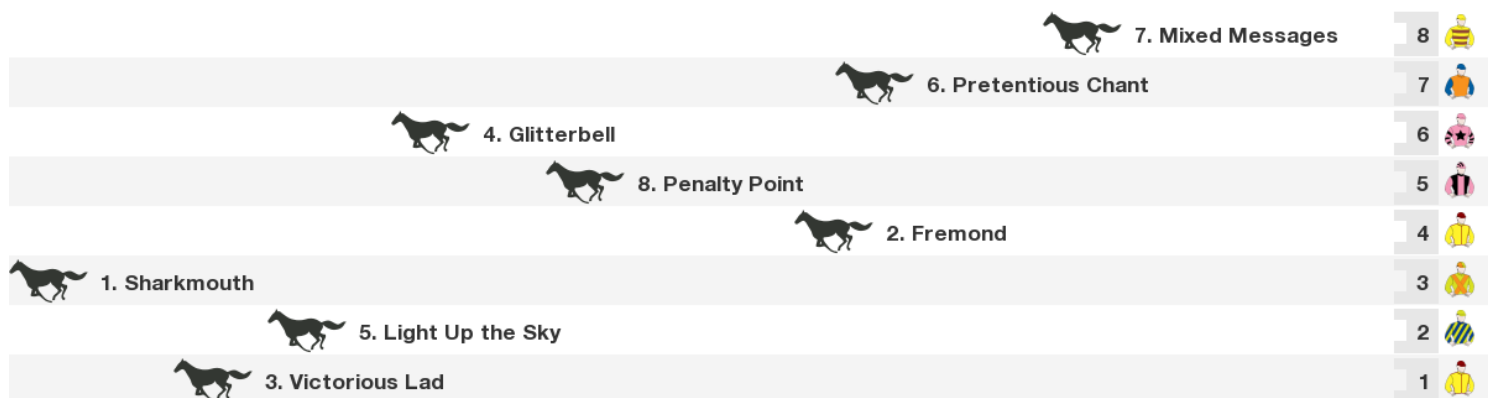 7. Mixed Messages 8
6. Pretentious Chant 7
4. Glitterbell 6
8. Penalty Point 5
2. Fremond 4
1. Sharkmouth 3
5. Light Up the Sky 2
3. Victorious Lad 1